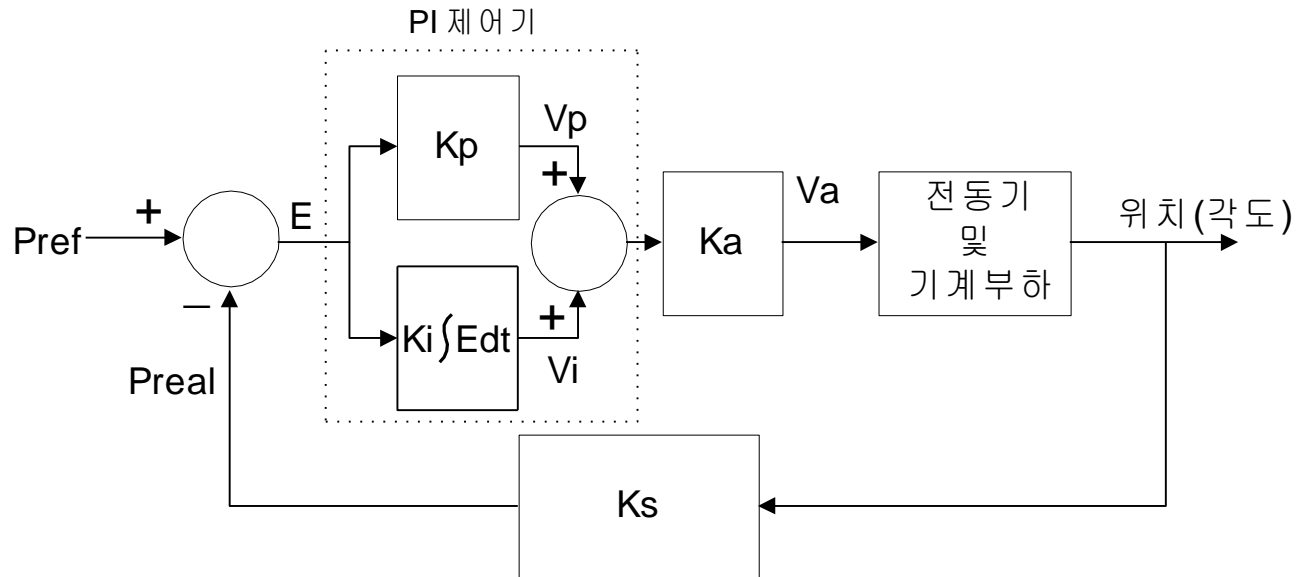 PI 제어기
Kp
Vp
+
+
E
Pref
Ka
Va
전동기
및
기계부하
위치(각도)
−
Ki∫Edt
+
Vi
Preal
Ks